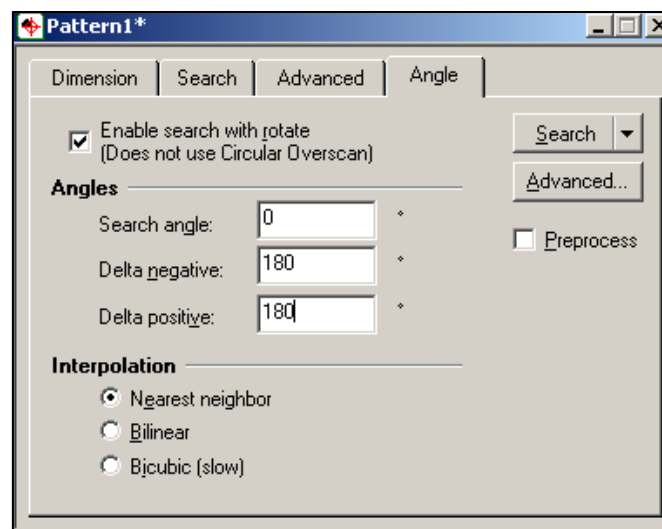 Pattern1*
Dimension Search Advanced Angle
Enable search with rotate
(Does not use Circular Overscan)
Search
Advanced...
Preprocess
Angles
Search angle: 0 °
Delta negative: 180 °
Delta positive: 180 °
Interpolation
Nearest neighbor
Bilinear
Bicubic (slow)